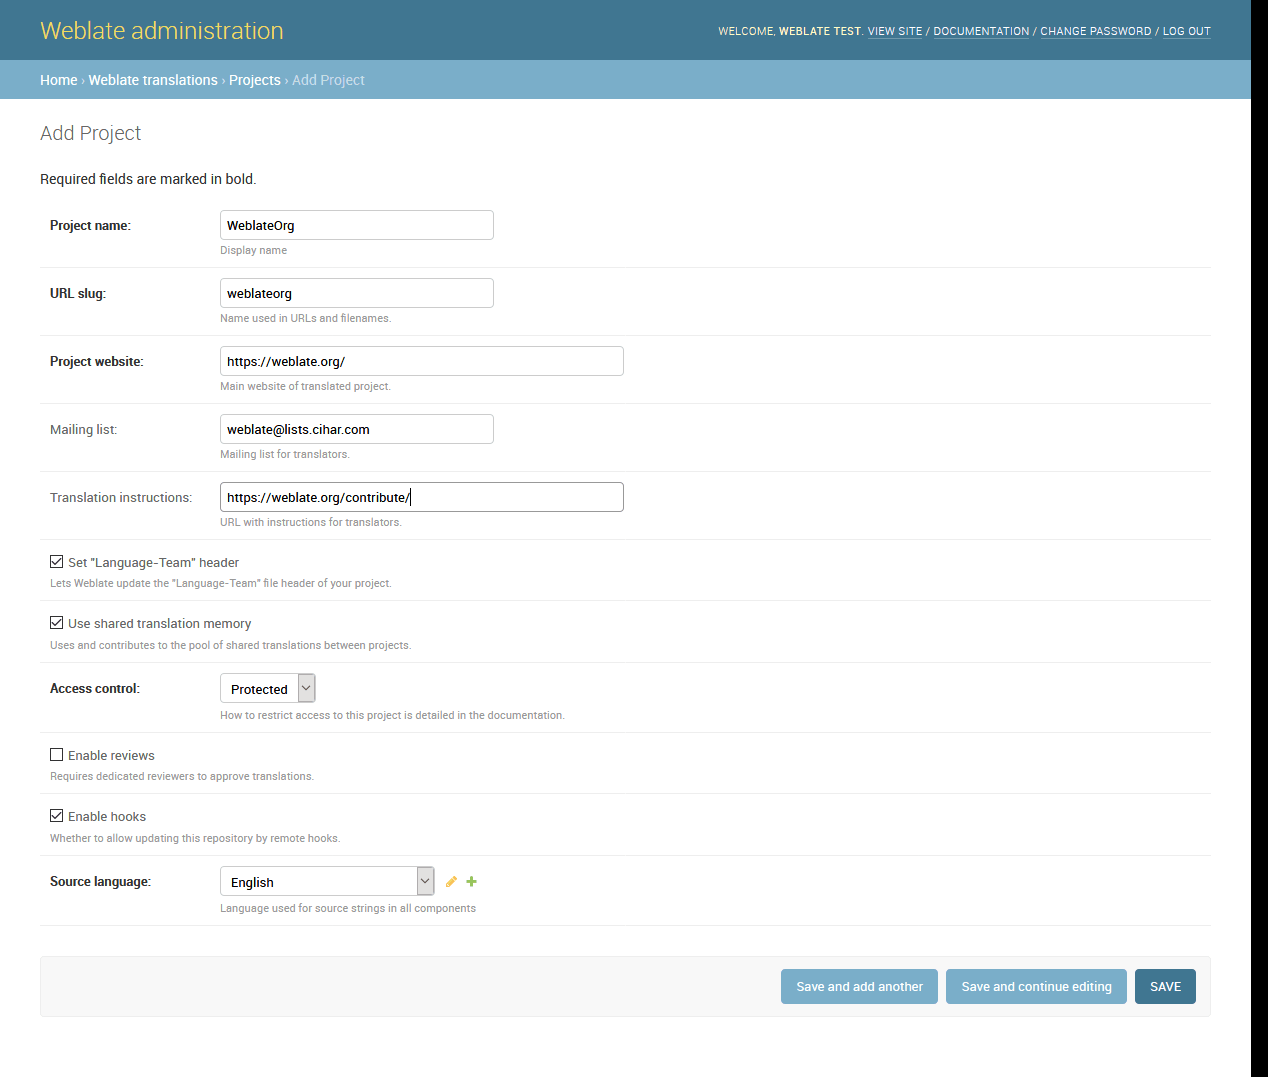 Weblate administration
WELCOME, WEBLATE TEST. VIEW SITE / DOCUMENTATION / CHANGE PASSWORD / LOG OUT
Home › Weblate translations › Projects › Add Project
Add Project
Required fields are marked in bold.
Project name: WeblateOrg
Display name
URL slug: weblateorg
Name used in URLs and filenames.
Project website: https://weblate.org/
Main website of translated project.
Mailing list: weblate@lists.cihar.com
Mailing list for translators.
Translation instructions: https://weblate.org/contribute/
URL with instructions for translators.
Set "Language-Team" header
Lets Weblate update the "Language-Team" file header of your project.
Use shared translation memory
Uses and contributes to the pool of shared translations between projects.
Access control: Protected
How to restrict access to this project is detailed in the documentation.
Enable reviews
Requires dedicated reviewers to approve translations.
Enable hooks
Whether to allow updating this repository by remote hooks.
Source language: English
Language used for source strings in all components
Save and add another Save and continue editing SAVE